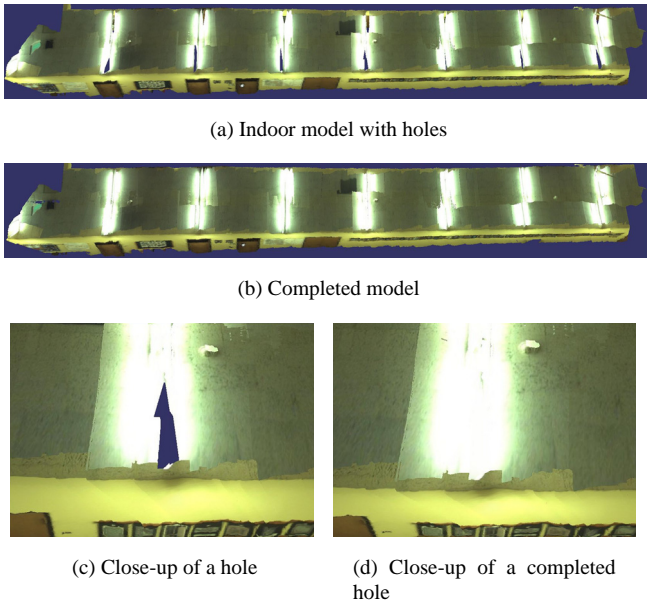 (a) Indoor model with holes
(b) Completed model
(c) Close-up of a hole
(d) Close-up of a completed
hole